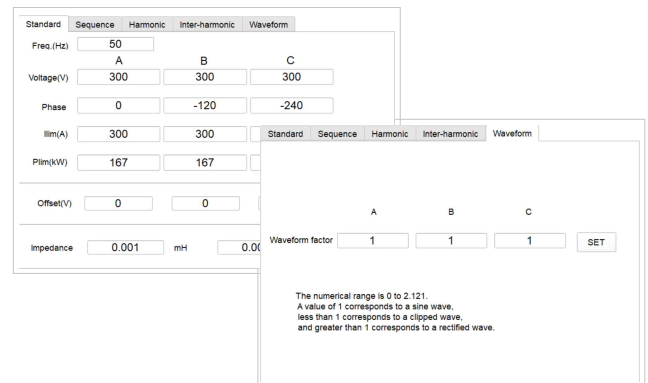 Standard Sequence Harmonic Inter-harmonic Waveform
Freq.(Hz) 50
A B C
Voltage(V) 300 300 300
Phase 0 -120 -240
Ilim(A) 300 300
Plim(kW) 167 167
Offset(V) 0 0
Impedance 0.001 mH 0.00
Standard Sequence Harmonic Inter-harmonic Waveform
A B C
Waveform factor 1 1 1 SET
The numerical range is 0 to 2.121.
A value of 1 corresponds to a sine wave,
less than 1 corresponds to a clipped wave,
and greater than 1 corresponds to a rectified wave.